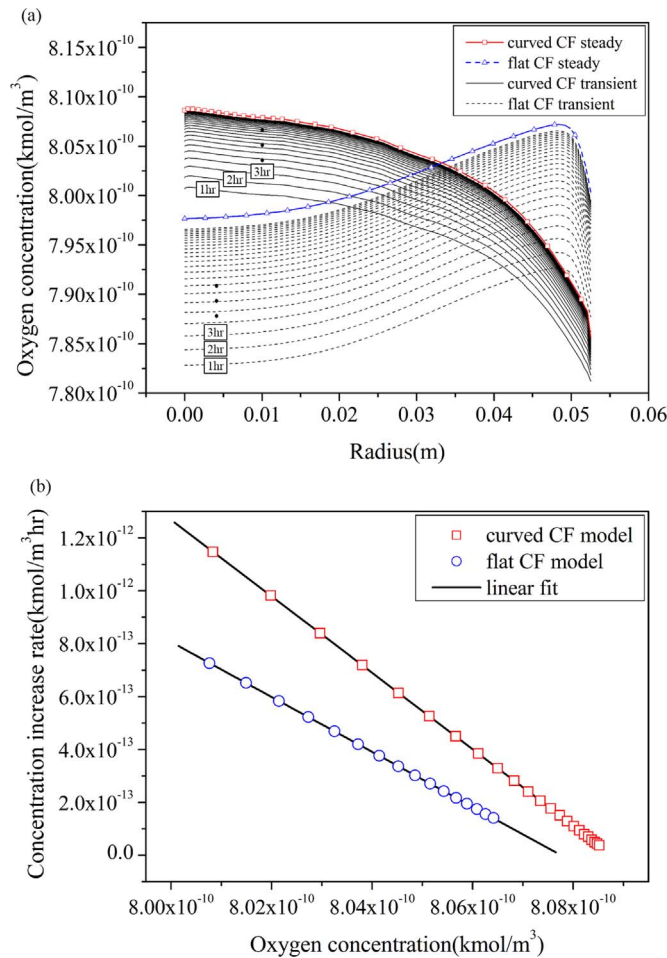 (a)
8.15x10⁻¹⁰
8.10x10⁻¹⁰
8.05x10⁻¹⁰
8.00x10⁻¹⁰
7.95x10⁻¹⁰
7.90x10⁻¹⁰
7.85x10⁻¹⁰
7.80x10⁻¹⁰
Oxygen concentration(kmol/m³)
curved CF steady
flat CF steady
curved CF transient
flat CF transient
3hr
2hr
1hr
3hr
2hr
1hr
0.00 0.01 0.02 0.03 0.04 0.05 0.06
Radius(m)
(b)
1.2x10⁻¹²
1.0x10⁻¹²
8.0x10⁻¹³
6.0x10⁻¹³
4.0x10⁻¹³
2.0x10⁻¹³
0.0
Concentration increase rate(kmol/m³hr)
curved CF model
flat CF model
linear fit
8.00x10⁻¹⁰ 8.02x10⁻¹⁰ 8.04x10⁻¹⁰ 8.06x10⁻¹⁰ 8.08x10⁻¹⁰
Oxygen concentration(kmol/m³)